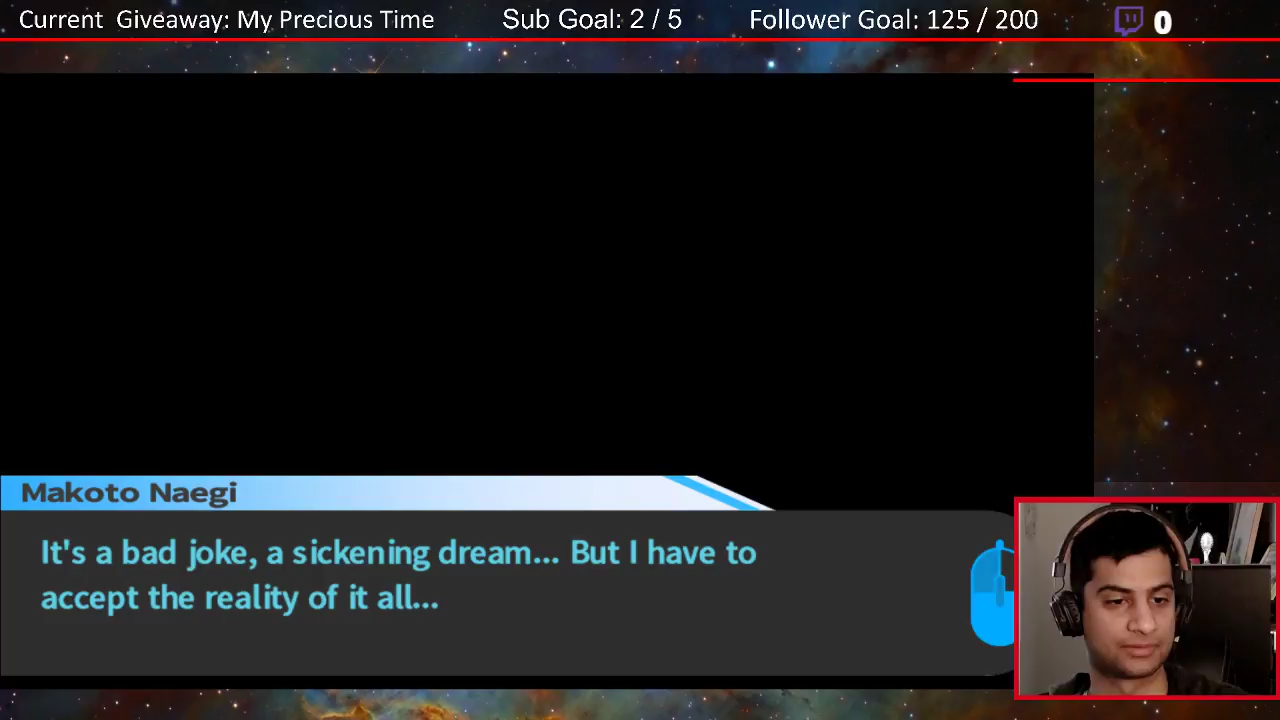 Current  Giveaway: My Precious Time Sub Goal: 2 / 5 Follower Goal: 125 / 200 0
Makoto Naegi
It's a bad joke, a sickening dream... But I have to
accept the reality of it all...